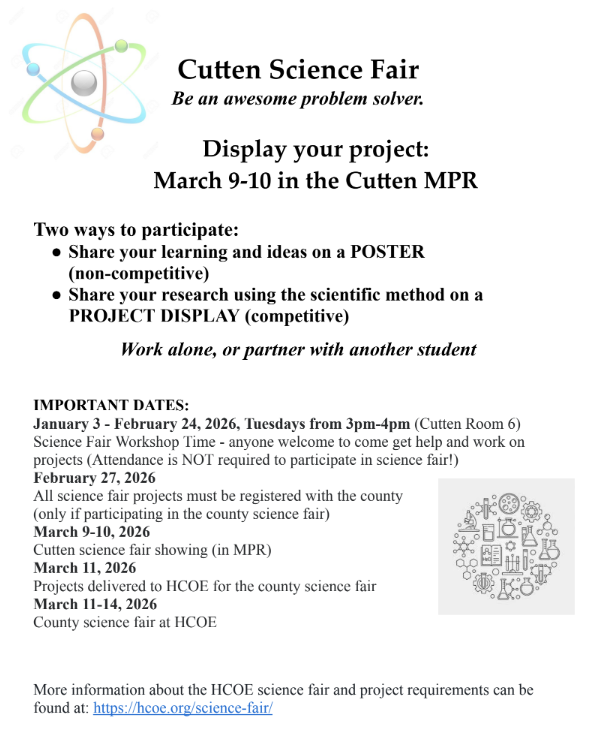 Cutten Science Fair
Be an awesome problem solver.
Display your project:
March 9-10 in the Cutten MPR
Two ways to participate:
● Share your learning and ideas on a POSTER
(non-competitive)
● Share your research using the scientific method on a
PROJECT DISPLAY (competitive)
Work alone, or partner with another student
IMPORTANT DATES:
January 3 - February 24, 2026, Tuesdays from 3pm-4pm (Cutten Room 6)
Science Fair Workshop Time - anyone welcome to come get help and work on
projects (Attendance is NOT required to participate in science fair!)
February 27, 2026
All science fair projects must be registered with the county
(only if participating in the county science fair)
March 9-10, 2026
Cutten science fair showing (in MPR)
March 11, 2026
Projects delivered to HCOE for the county science fair
March 11-14, 2026
County science fair at HCOE
More information about the HCOE science fair and project requirements can be
found at: https://hcoe.org/science-fair/